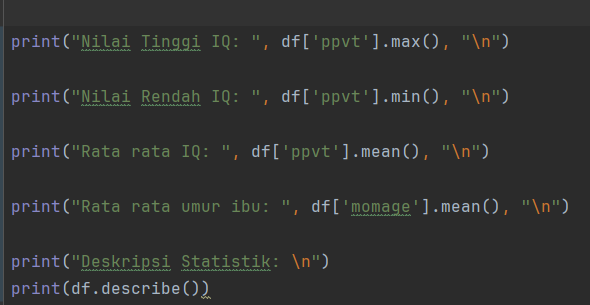 print("Nilai Tinggi IQ: ", df['ppvt'].max(), "\n")
print("Nilai Rendah IQ: ", df['ppvt'].min(), "\n")
print("Rata rata IQ: ", df['ppvt'].mean(), "\n")
print("Rata rata umur ibu: ", df['momage'].mean(), "\n")
print("Deskripsi Statistik: \n")
print(df.describe())